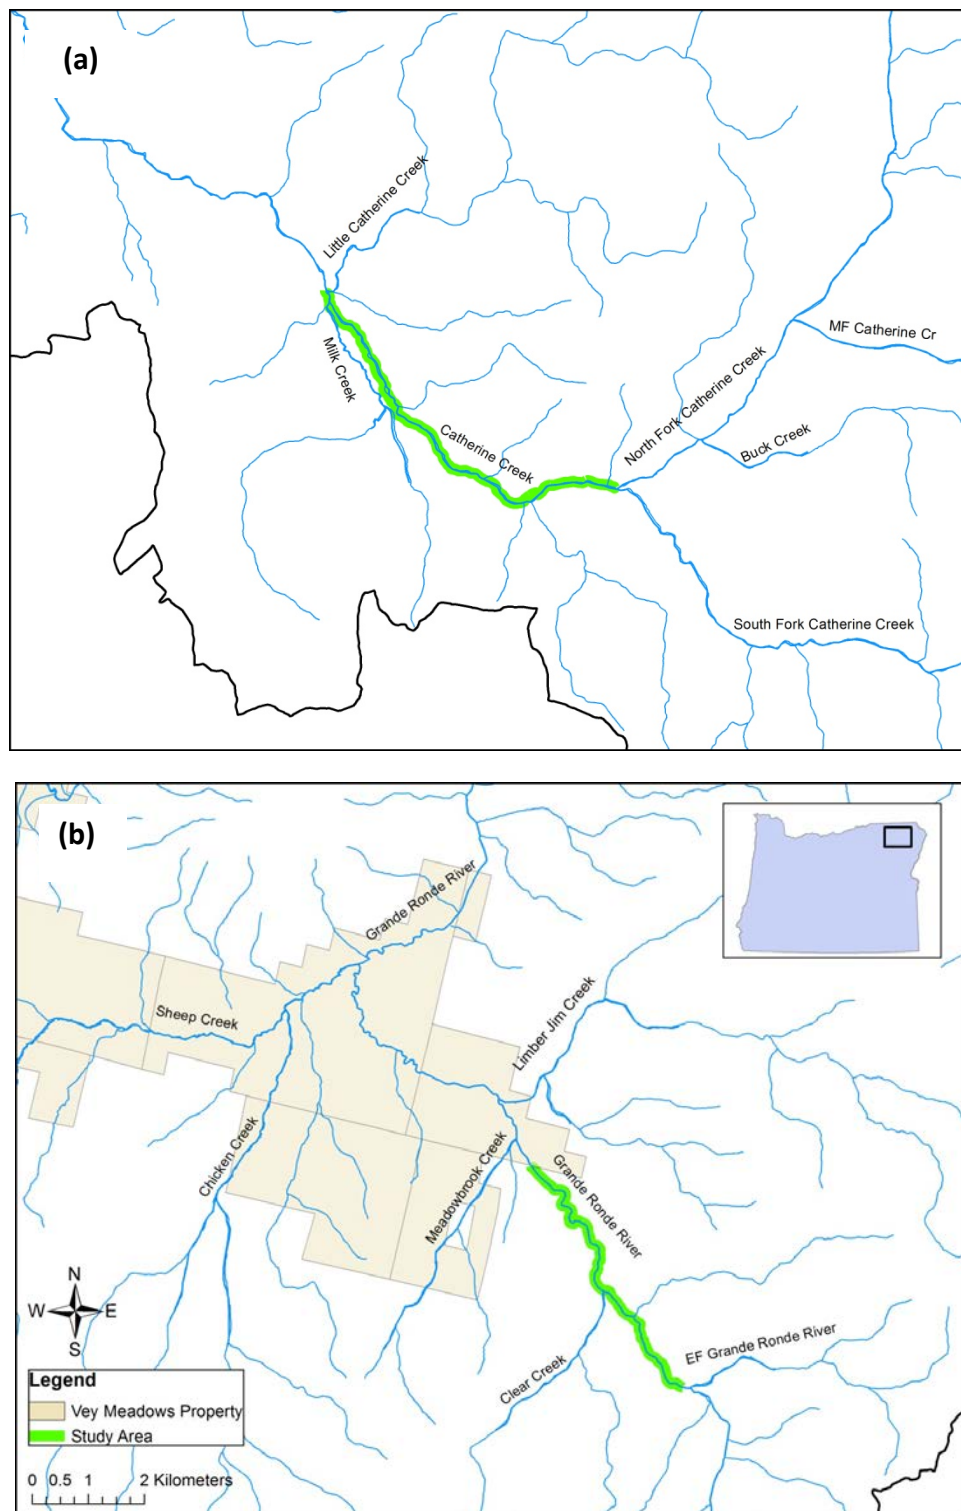 (a)
Little Catherine Creek
Milk Creek
Catherine Creek
North Fork Catherine Creek
MF Catherine Cr
Buck Creek
South Fork Catherine Creek
(b)
Grande Ronde River
Sheep Creek
Limber Jim Creek
Chicken Creek
Meadowbrook Creek
Grande Ronde River
EF Grande Ronde River
Clear Creek
N
W E
S
Legend
Vey Meadows Property
Study Area
0 0.5 1 2 Kilometers